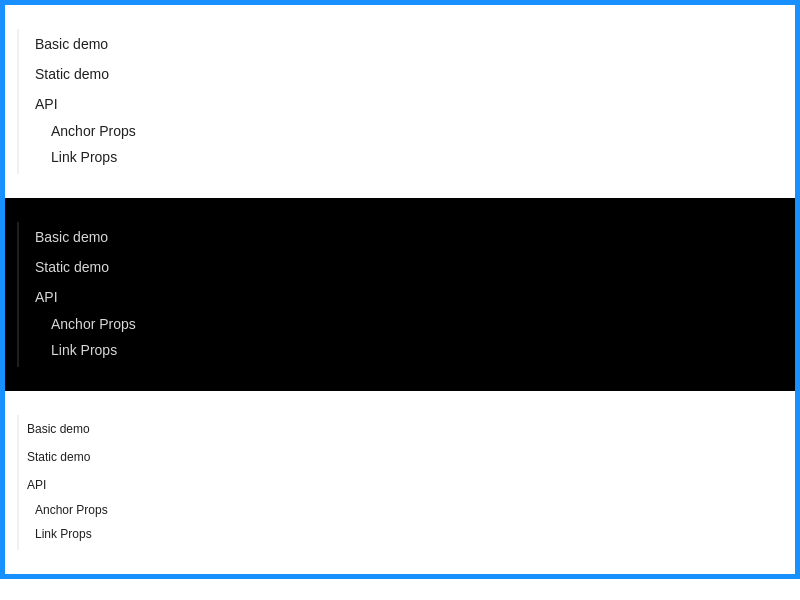 Basic demo
Static demo
API
Anchor Props
Link Props
Basic demo
Static demo
API
Anchor Props
Link Props
Basic demo
Static demo
API
Anchor Props
Link Props